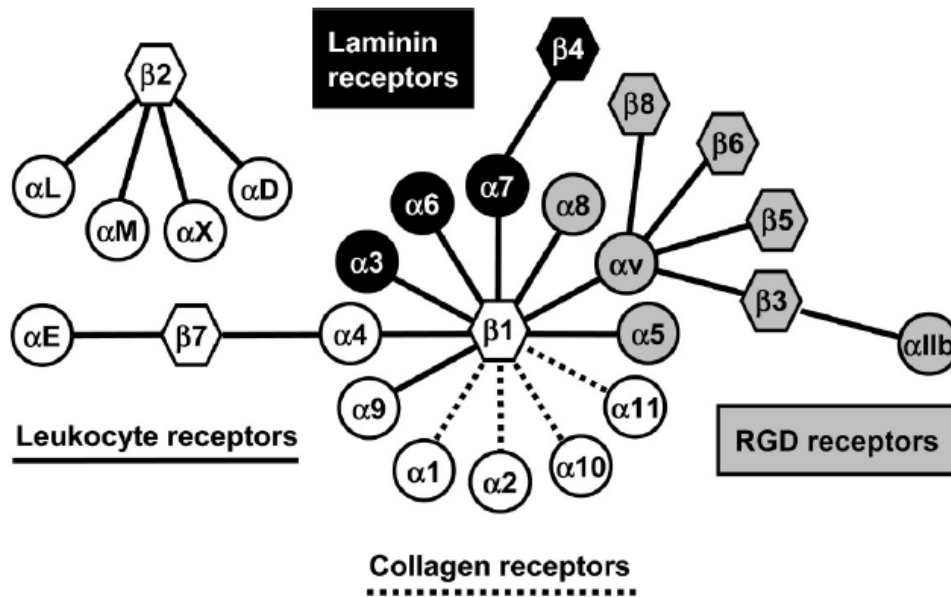 Laminin
receptors
β4
β2
β8
β6
αL
αM
αX
αD
α6
α7
α8
β5
α3
αv
β3
αE
β7
α4
β1
α5
αIIb
α9
α11
Leukocyte receptors
α1
α2
α10
RGD receptors
Collagen receptors